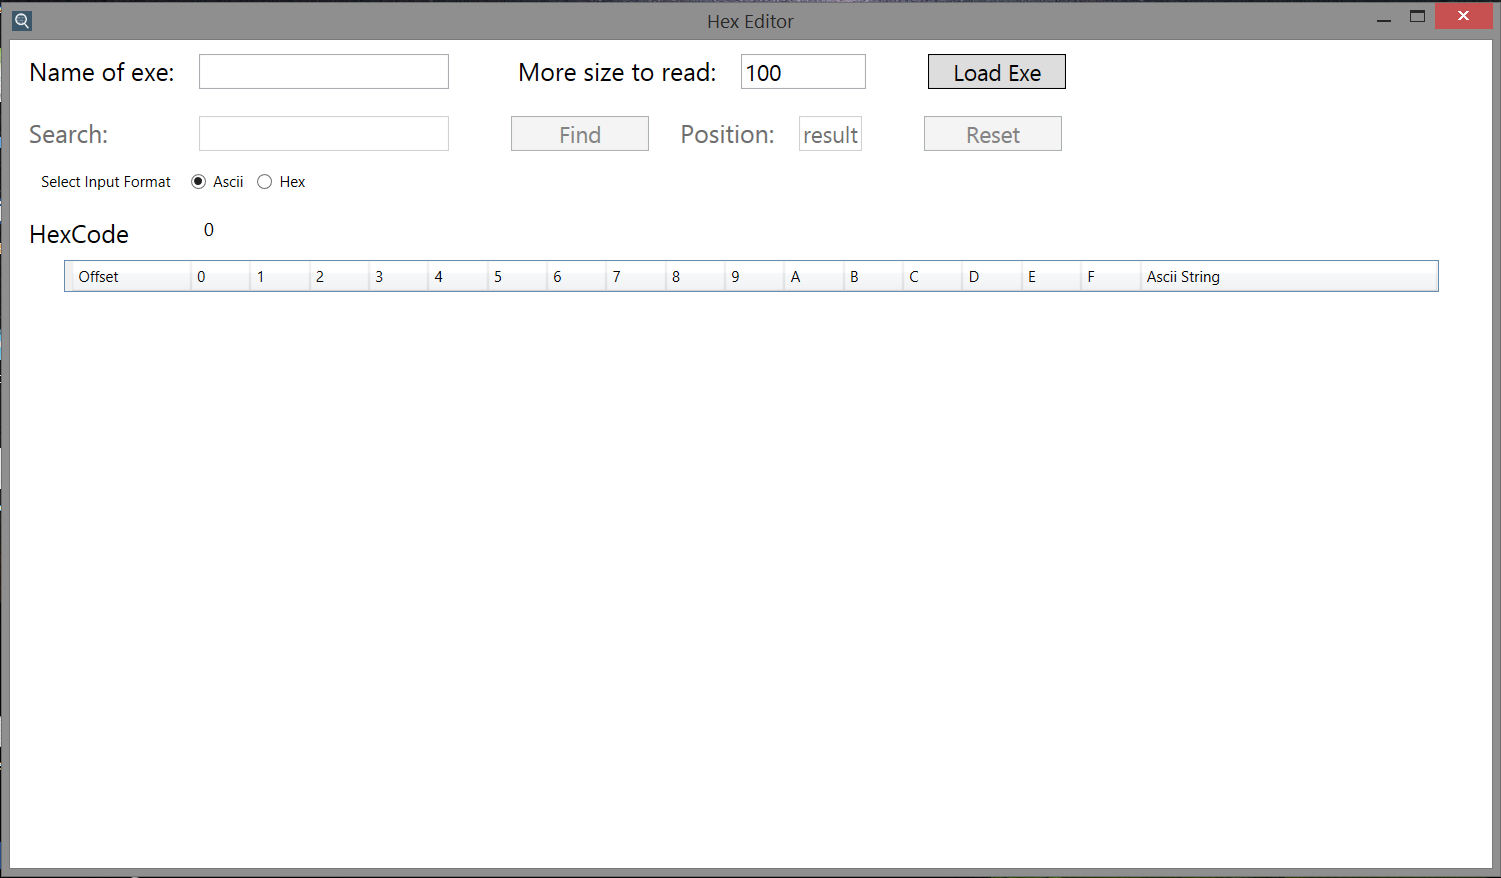 Hex Editor
Name of exe: More size to read: 100 Load Exe
Search: Find Position: result Reset
Select Input Format Ascii Hex
HexCode 0
Offset 0 1 2 3 4 5 6 7 8 9 A B C D E F Ascii String